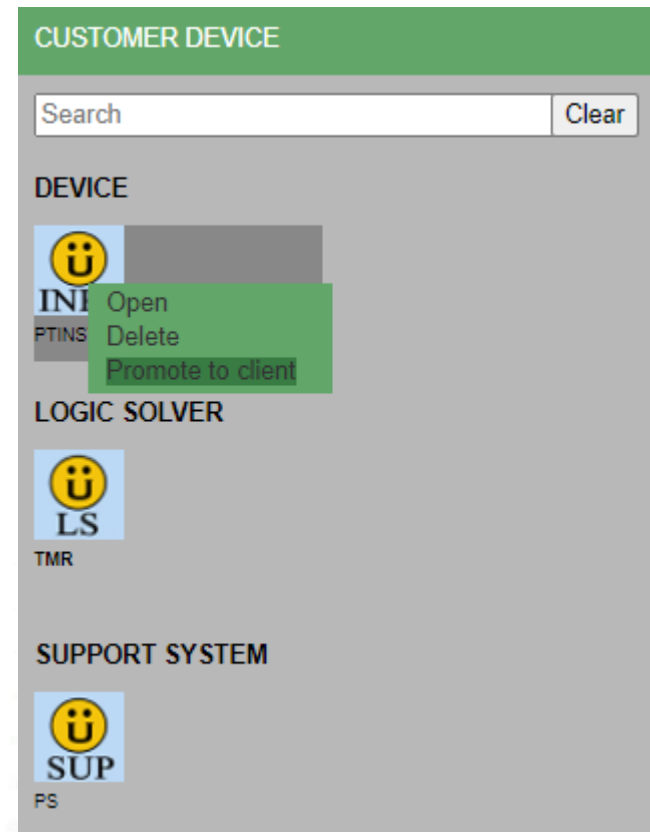 CUSTOMER DEVICE
Search Clear
DEVICE
Open
PTINS Delete
Promote to client
LOGIC SOLVER
LS
TMR
SUPPORT SYSTEM
SUP
PS